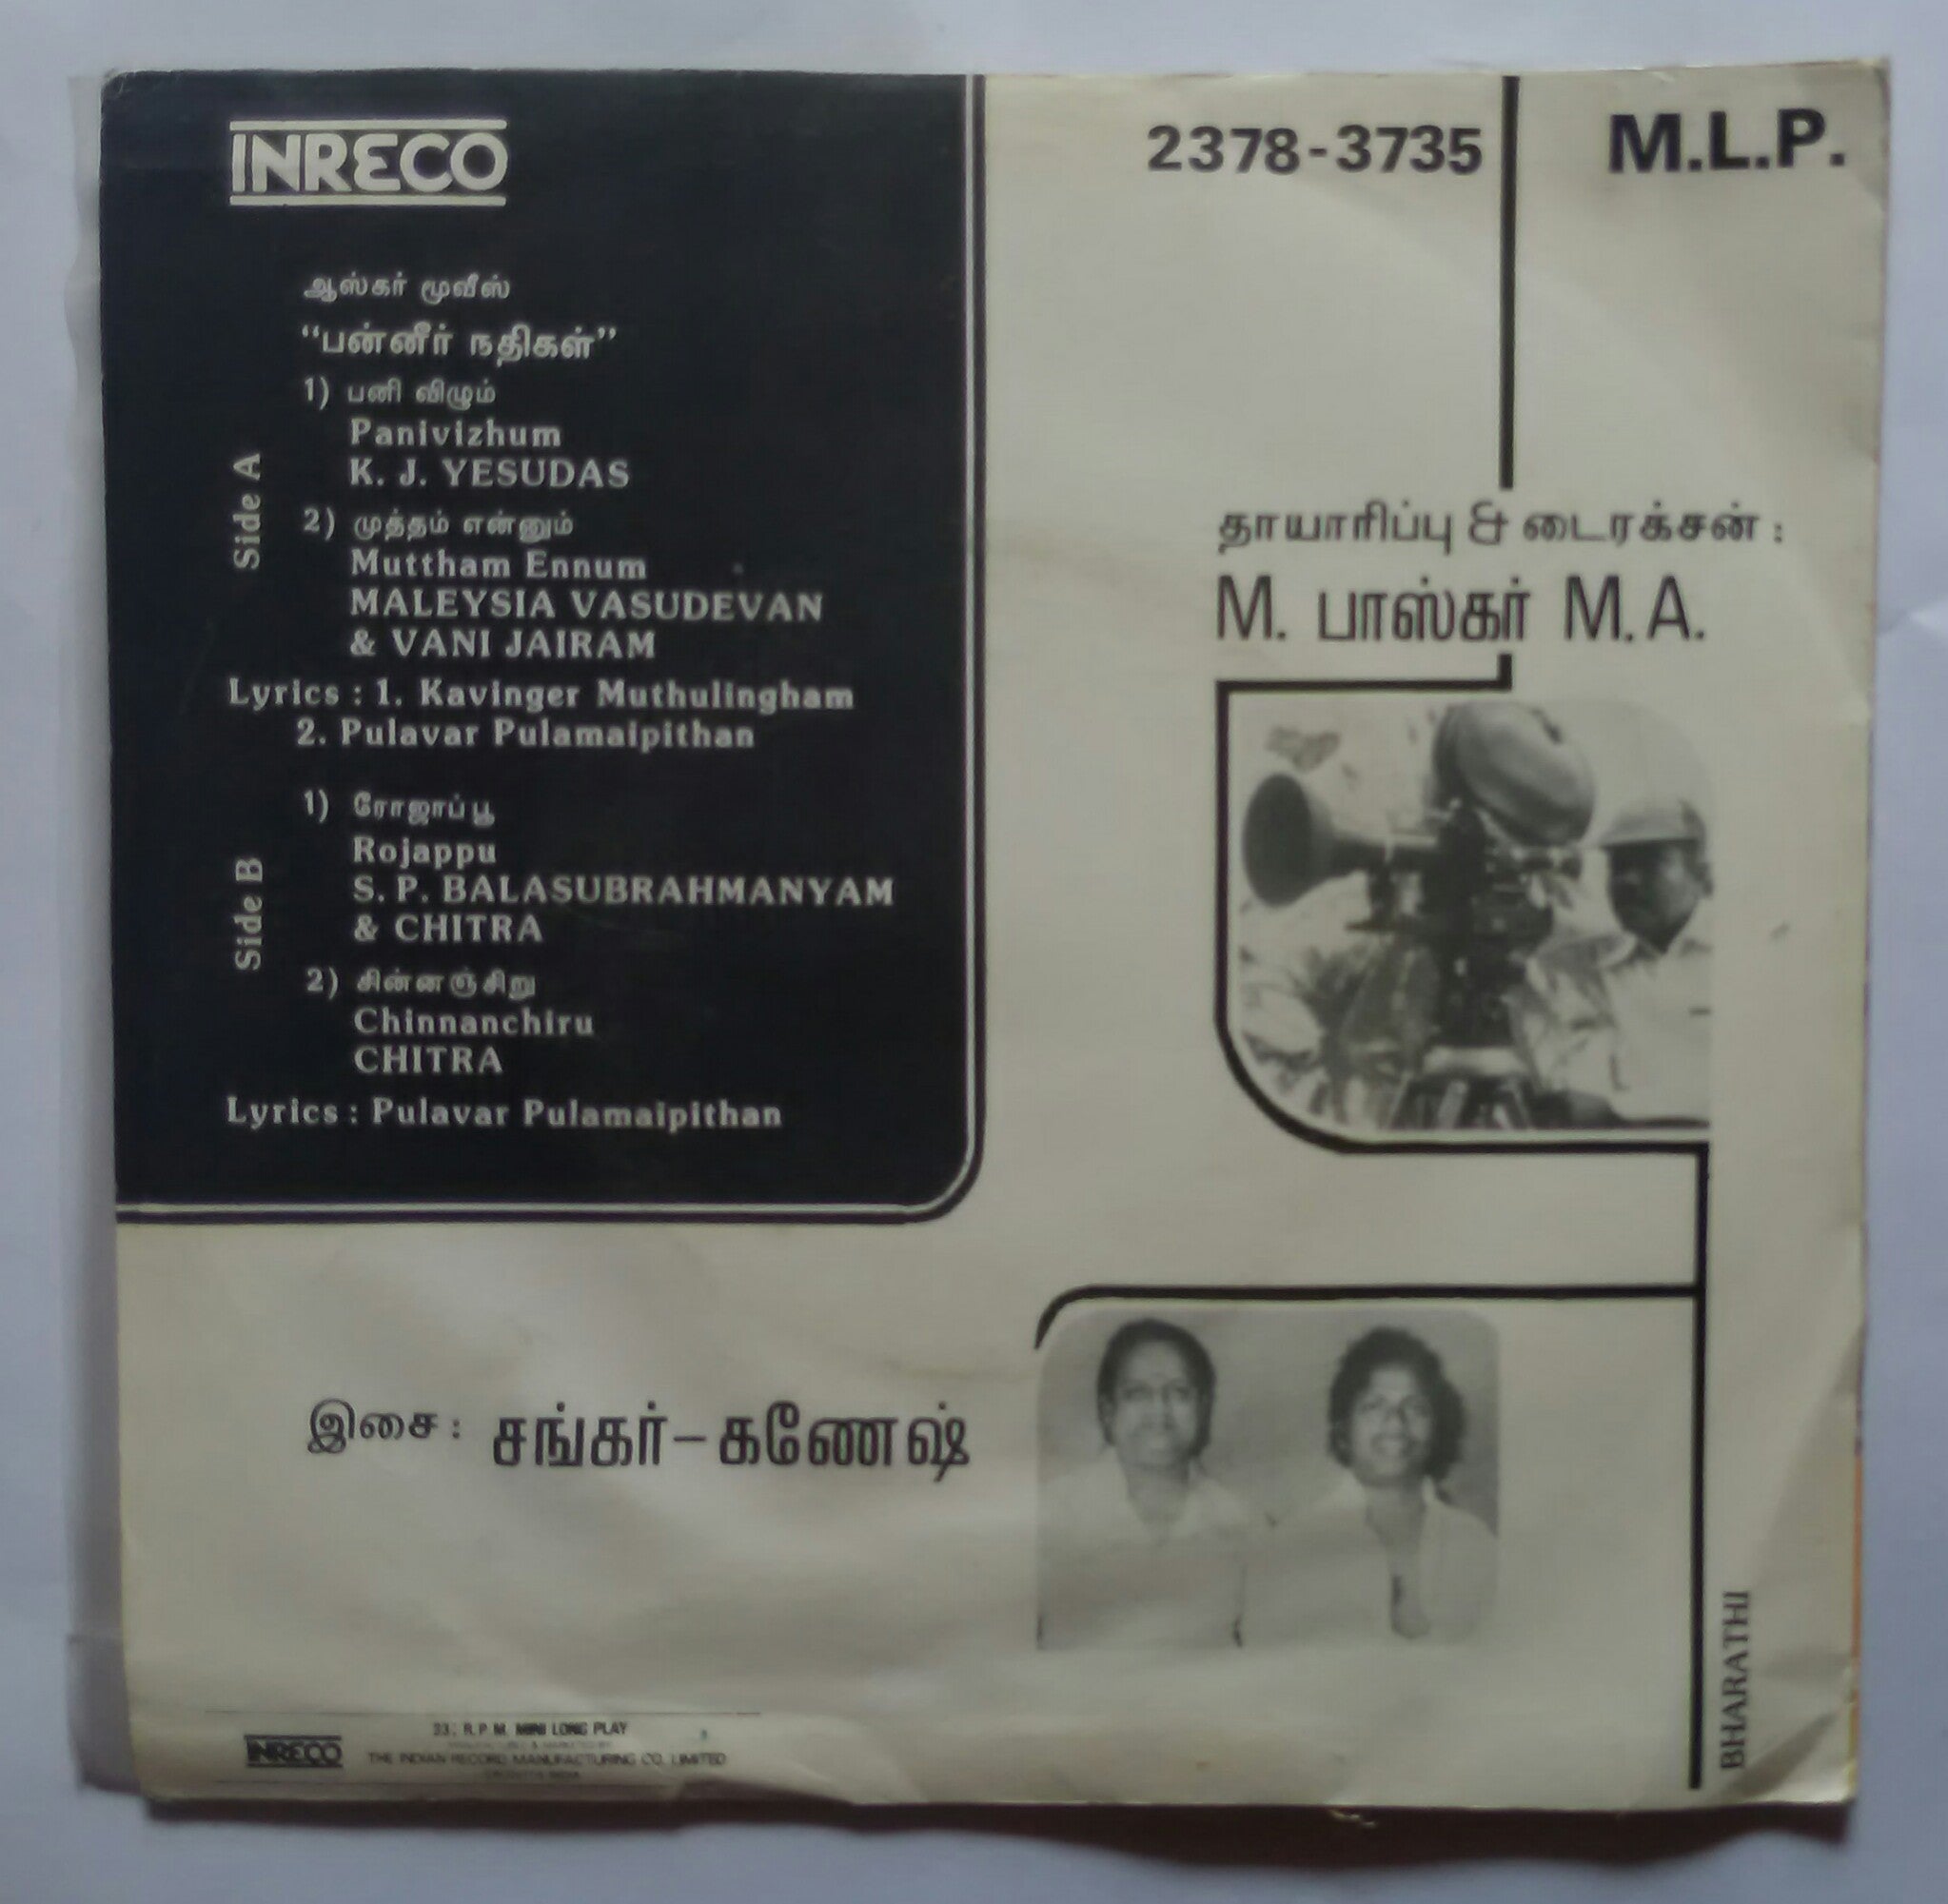 INRECO
2378-3735
M.L.P.
ஆஸ்கர் மூவீஸ்
“பன்னீர் நதிகள்”
Side A
1) பனி விழும்
Panivizhum
K. J. YESUDAS
2) முத்தம் என்னும்
Muttham Ennum
MALEYSIA VASUDEVAN
& VANI JAIRAM
Lyrics : 1. Kavinger Muthulingham
2. Pulavar Pulamaipithan
Side B
1) ரோஜாப்பூ
Rojappu
S. P. BALASUBRAHMANYAM
& CHITRA
2) சின்னஞ்சிறு
Chinnanchiru
CHITRA
Lyrics : Pulavar Pulamaipithan
தாயாரிப்பு & டைரக்சன் :
M. பாஸ்கர் M.A.
இசை : சங்கர்-கணேஷ்
BHARATHI
INRECO
R.P.M. MINI LONG PLAY
THE INDIAN RECORD MANUFACTURING CO. LIMITED